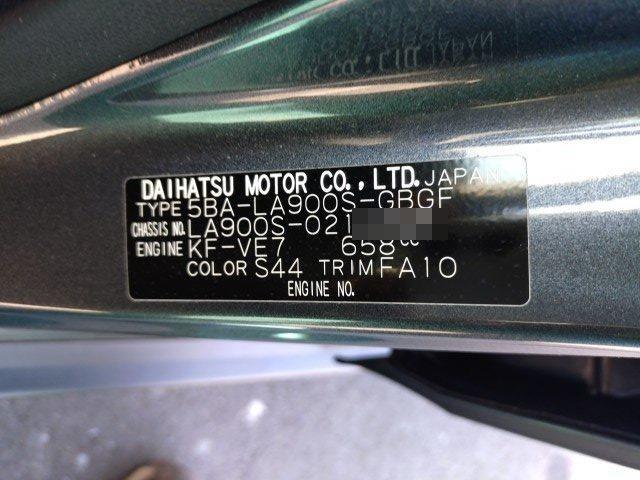 DAIHATSU MOTOR CO., LTD. JAPAN
TYPE 5BA-LA900S-GBGF
CHASSIS NO. LA900S-021
ENGINE KF-VE7 658cc
COLOR S44 TRIM FA10
ENGINE NO.